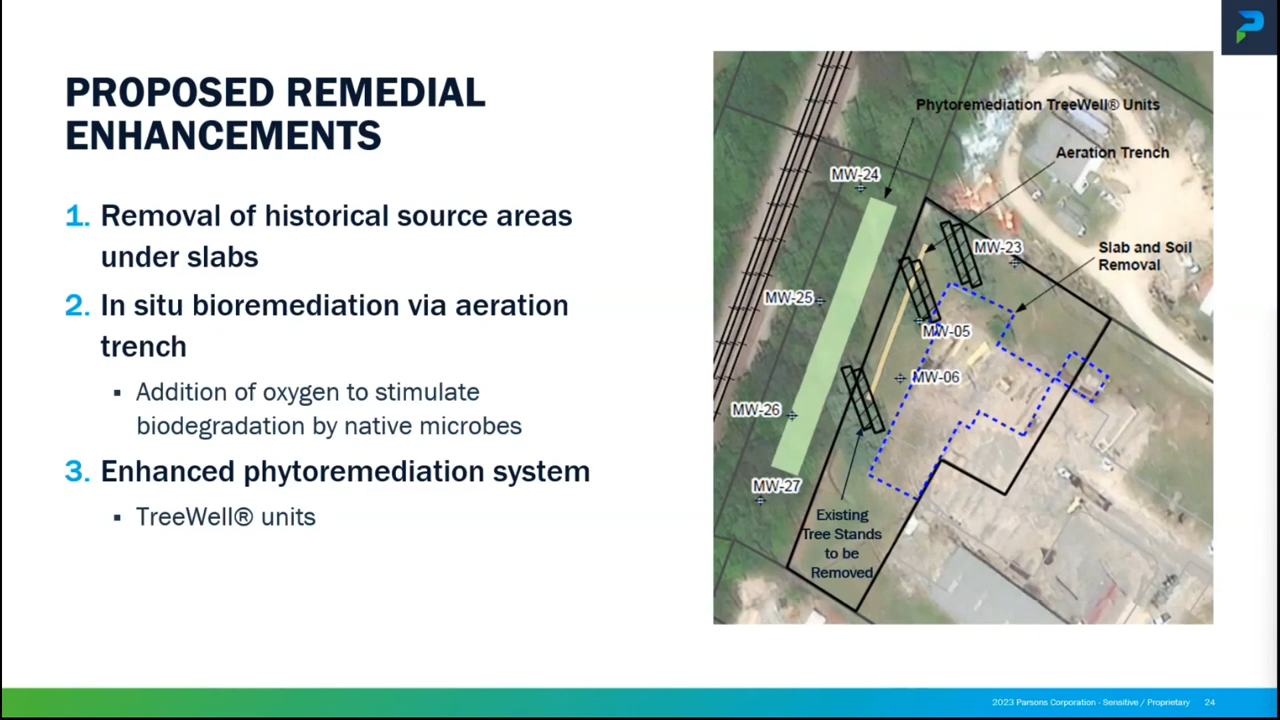 PROPOSED REMEDIAL
ENHANCEMENTS
1. Removal of historical source areas
under slabs
2. In situ bioremediation via aeration
trench
▪ Addition of oxygen to stimulate
biodegradation by native microbes
3. Enhanced phytoremediation system
▪ TreeWell® units
Phytoremediation TreeWell® Units
Aeration Trench
MW-24
MW-23
Slab and Soil
Removal
MW-25
MW-05
MW-06
MW-26
MW-27
Existing
Tree Stands
to be
Removed
2023 Parsons Corporation - Sensitive / Proprietary 24